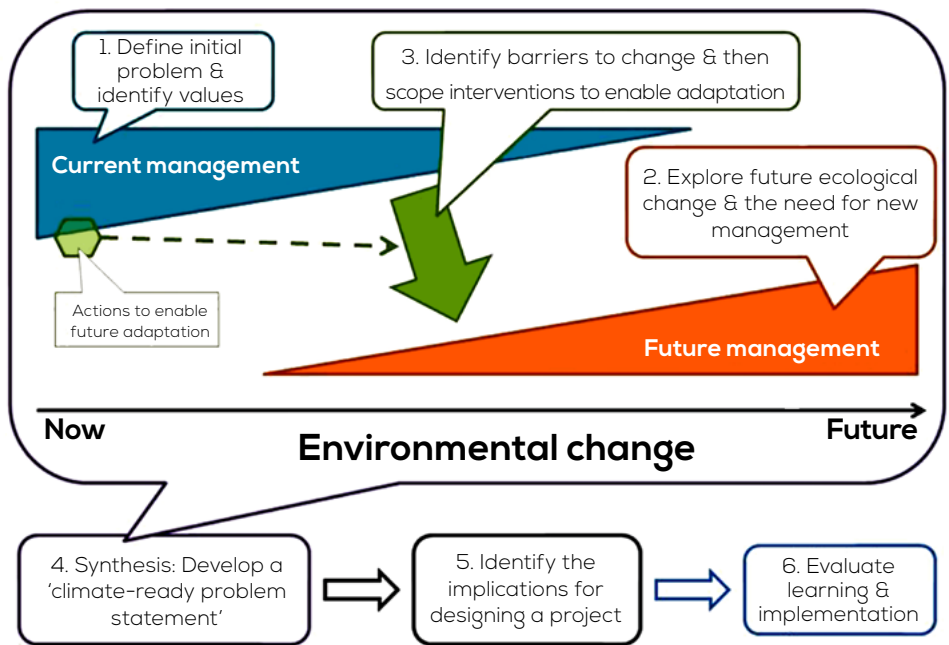 1. Define initial
problem &
identify values
3. Identify barriers to change & then
scope interventions to enable adaptation
Current management
2. Explore future ecological
change & the need for new
management
Actions to enable
future adaptation
Future management
Now
Future
Environmental change
4. Synthesis: Develop a
‘climate-ready problem
statement’
5. Identify the
implications for
designing a project
6. Evaluate
learning &
implementation